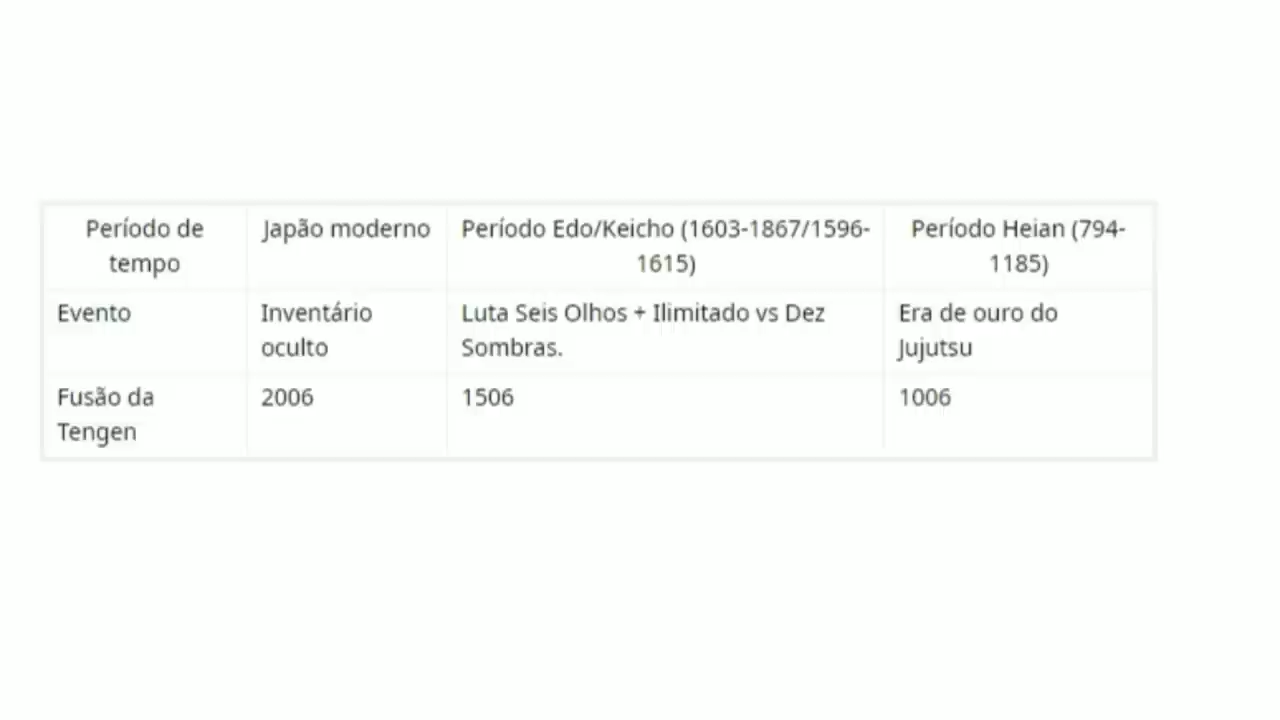 Período de tempo
Japão moderno
Período Edo/Keicho (1603-1867/1596-
1615)
Período Heian (794-
1185)
Evento
Inventário
oculto
Luta Seis Olhos + Ilimitado vs Dez
Sombras.
Era de ouro do
Jujutsu
Fusão da
Tengen
2006
1506
1006